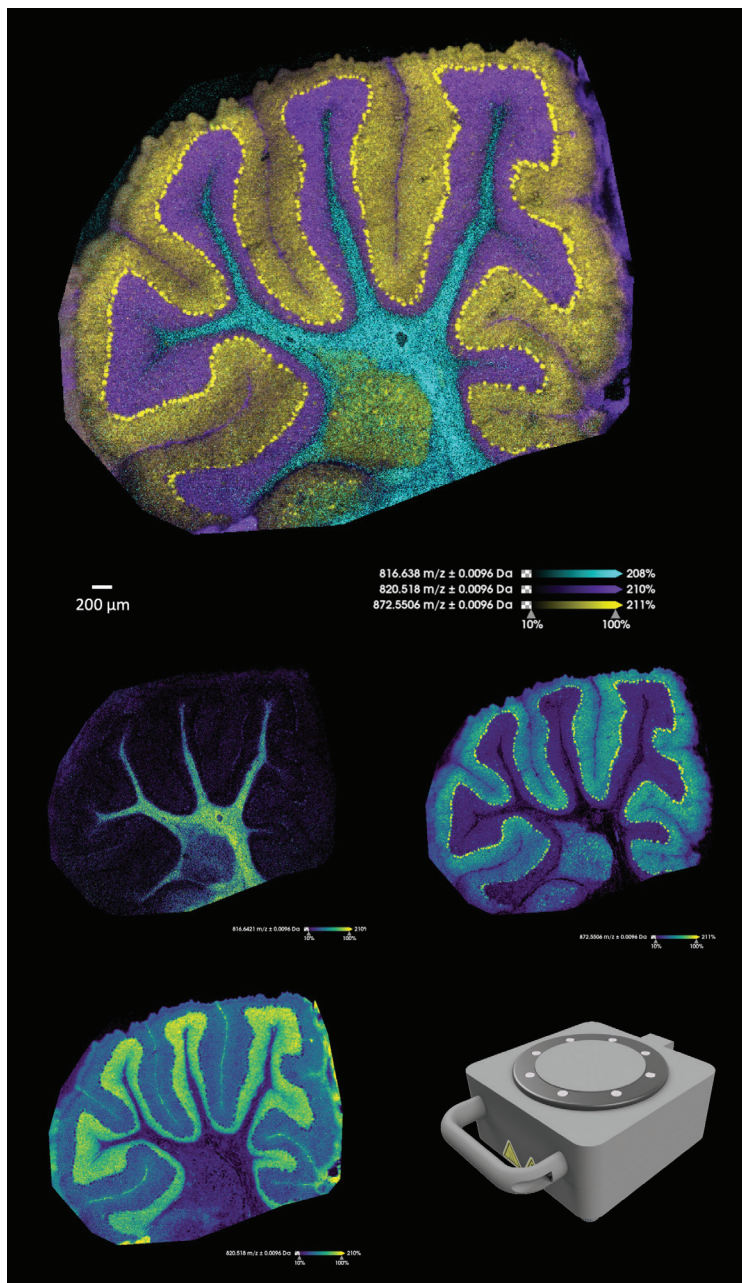 816.638 m/z ± 0.0096 Da 208%
820.518 m/z ± 0.0096 Da 210%
872.5506 m/z ± 0.0096 Da 211%
10% 100%
200 µm
816.6421 m/z ± 0.0096 Da 210%
10% 100%
872.5506 m/z ± 0.0096 Da 211%
10% 100%
820.518 m/z ± 0.0096 Da 210%
10% 100%